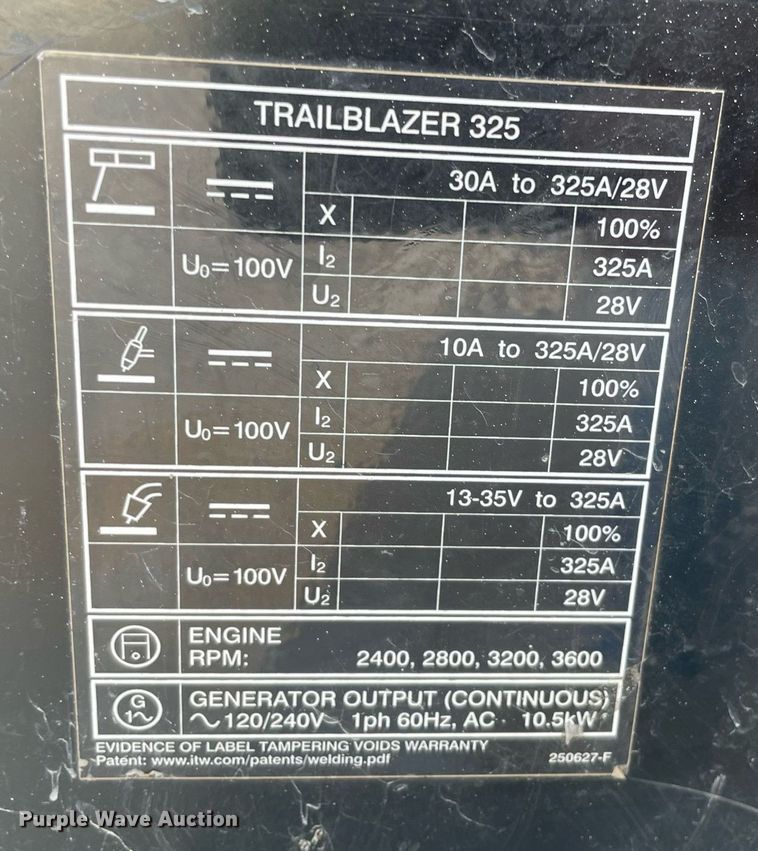 TRAILBLAZER 325
30A to 325A/28V
X 100%
U₀=100V I₂ 325A
U₂ 28V
10A to 325A/28V
X 100%
U₀=100V I₂ 325A
U₂ 28V
13-35V to 325A
X 100%
U₀=100V I₂ 325A
U₂ 28V
ENGINE
RPM: 2400, 2800, 3200, 3600
G
1∿
GENERATOR OUTPUT (CONTINUOUS)
∿120/240V 1ph 60Hz, AC 10.5kW
EVIDENCE OF LABEL TAMPERING VOIDS WARRANTY
Patent: www.itw.com/patents/welding.pdf 250627-F
Purple Wave Auction